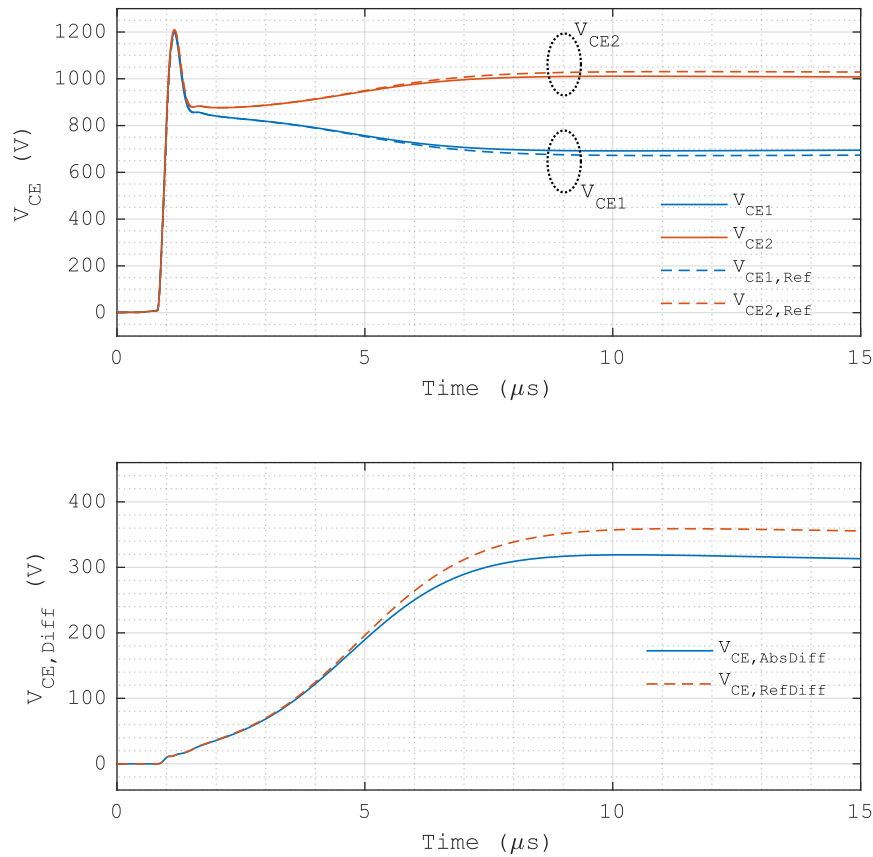 1200
1000
800
600
400
200
0
V_CE (V)
V_CE2
V_CE1
V_CE1
V_CE2
V_CE1,Ref
V_CE2,Ref
0 5 10 15
Time (μs)
400
300
200
100
0
V_CE,Diff (V)
V_CE,AbsDiff
V_CE,RefDiff
0 5 10 15
Time (μs)